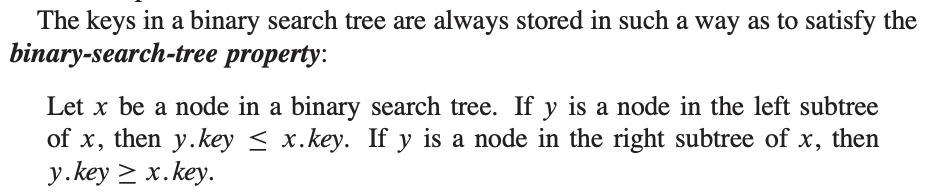 The keys in a binary search tree are always stored in such a way as to satisfy the
binary-search-tree property:
Let x be a node in a binary search tree. If y is a node in the left subtree
of x, then y.key ≤ x.key. If y is a node in the right subtree of x, then
y.key ≥ x.key.